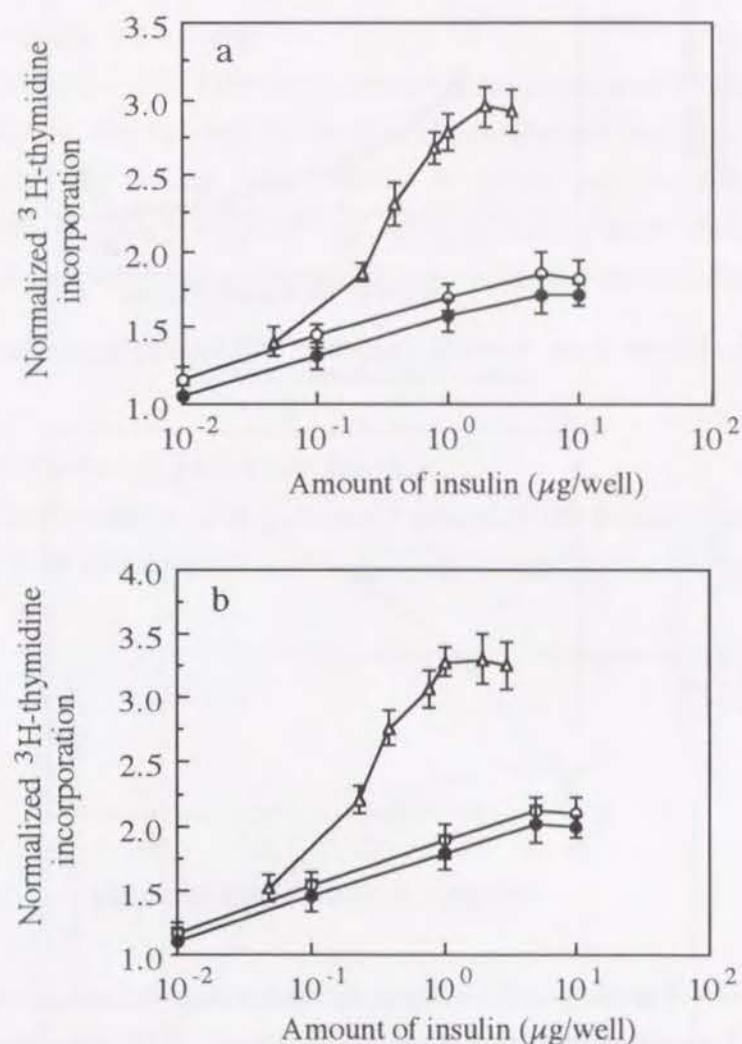 a
3.5
3.0
2.5
2.0
1.5
1.0
Normalized ³H-thymidine
incorporation
10⁻² 10⁻¹ 10⁰ 10¹ 10²
Amount of insulin (μg/well)
b
4.0
3.5
3.0
2.5
2.0
1.5
1.0
Normalized ³H-thymidine
incorporation
10⁻² 10⁻¹ 10⁰ 10¹ 10²
Amount of insulin (μg/well)